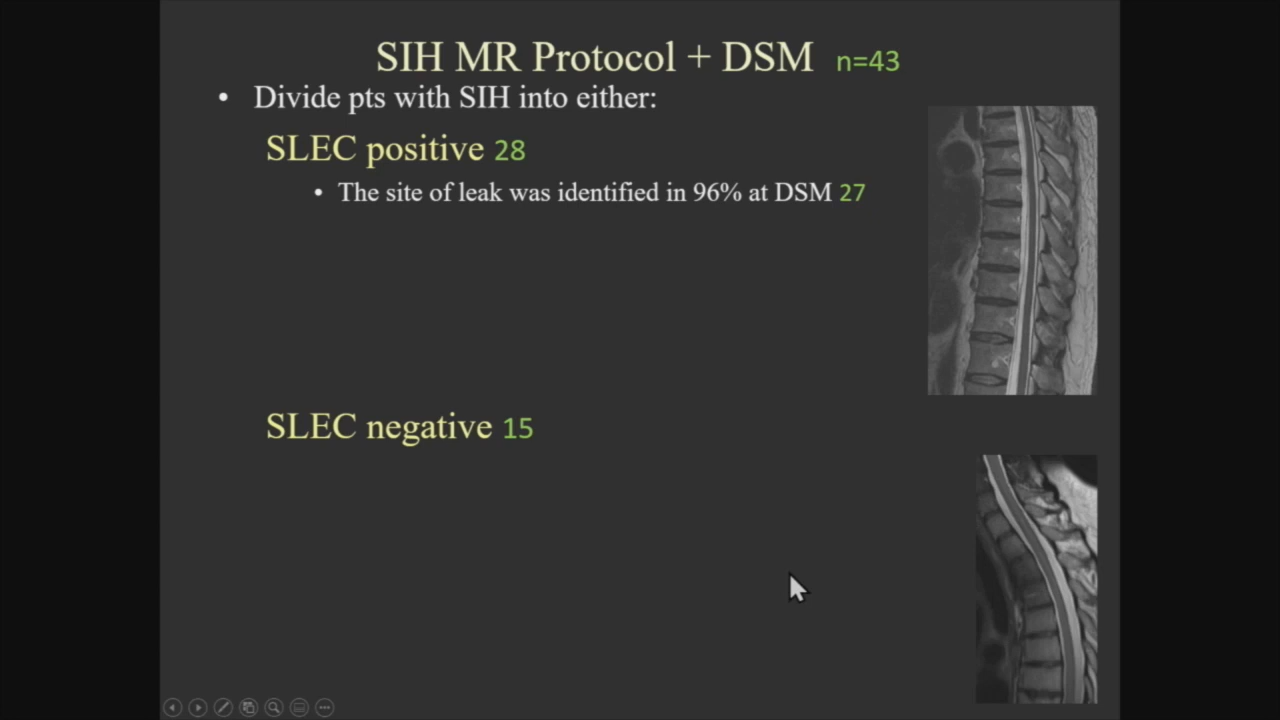 SIH MR Protocol + DSM n=43
• Divide pts with SIH into either:
SLEC positive 28
• The site of leak was identified in 96% at DSM 27
SLEC negative 15